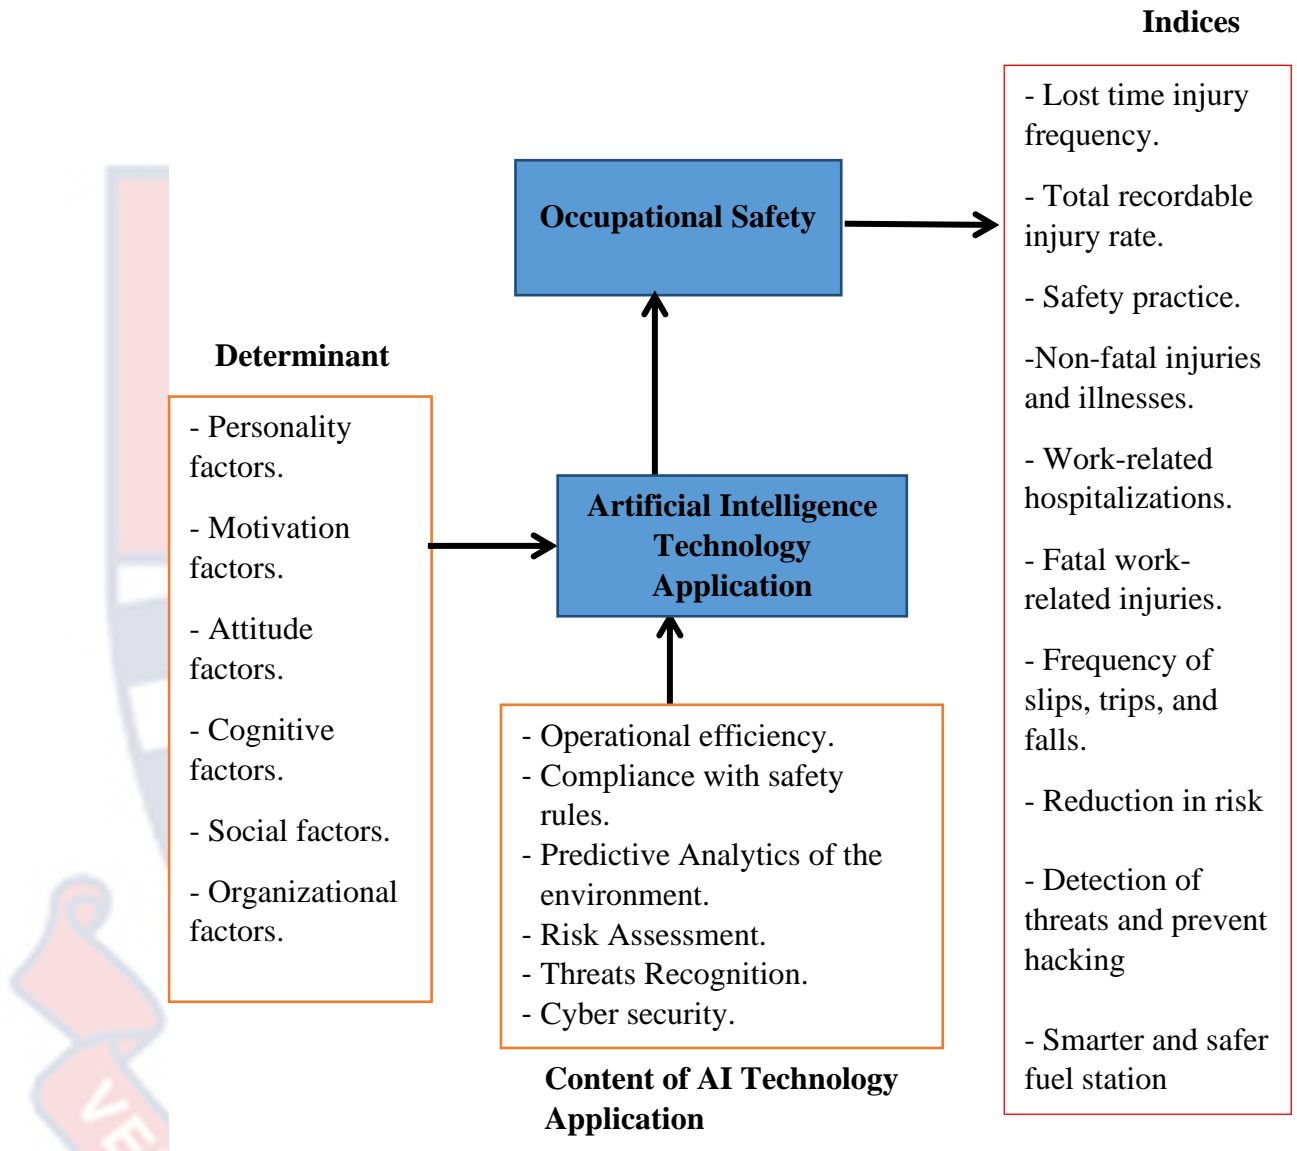 Indices
- Lost time injury
frequency.
- Total recordable
injury rate.
- Safety practice.
-Non-fatal injuries
and illnesses.
- Work-related
hospitalizations.
- Fatal work-
related injuries.
- Frequency of
slips, trips, and
falls.
- Reduction in risk
- Detection of
threats and prevent
hacking
- Smarter and safer
fuel station
Occupational Safety
Determinant
- Personality
factors.
- Motivation
factors.
- Attitude
factors.
- Cognitive
factors.
- Social factors.
- Organizational
factors.
Artificial Intelligence
Technology
Application
- Operational efficiency.
- Compliance with safety
rules.
- Predictive Analytics of the
environment.
- Risk Assessment.
- Threats Recognition.
- Cyber security.
Content of AI Technology
Application